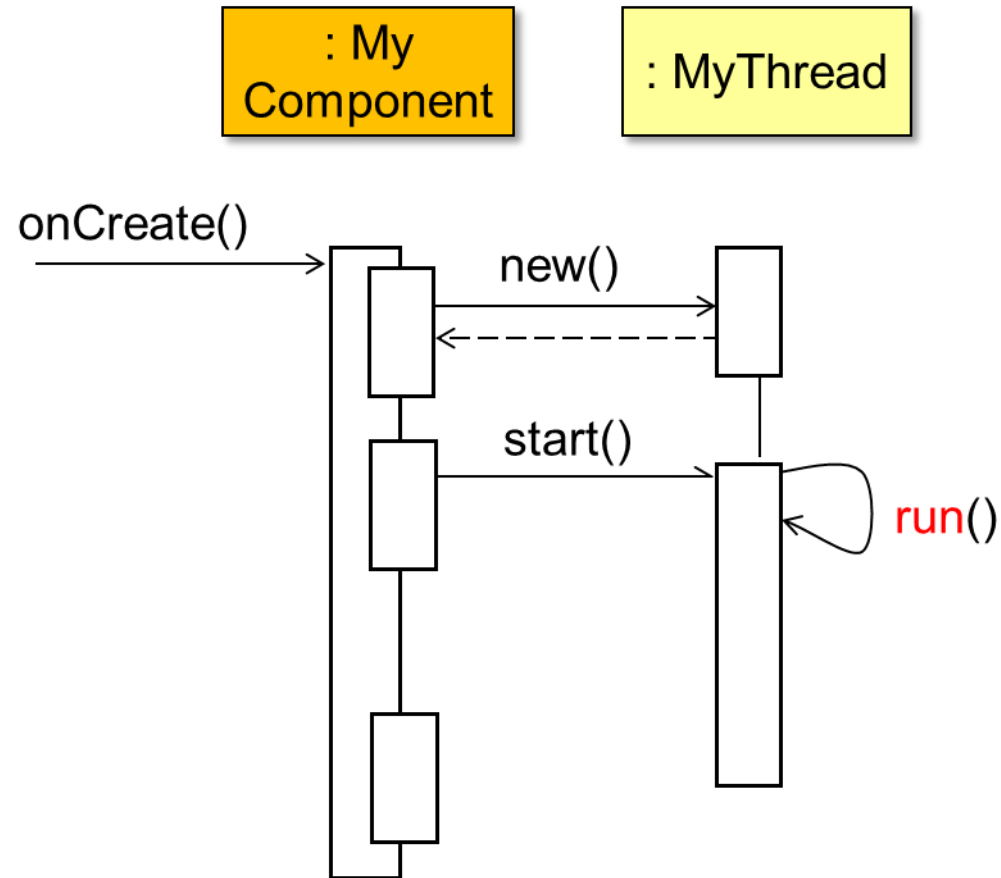 : My
Component
: MyThread
onCreate()
new()
start()
run()